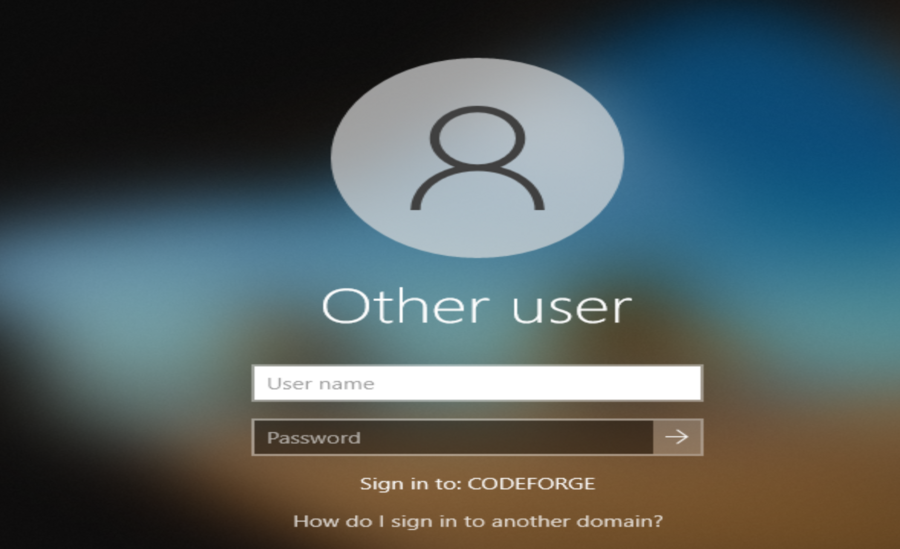 Other user
User name
Password
Sign in to: CODEFORGE
How do I sign in to another domain?